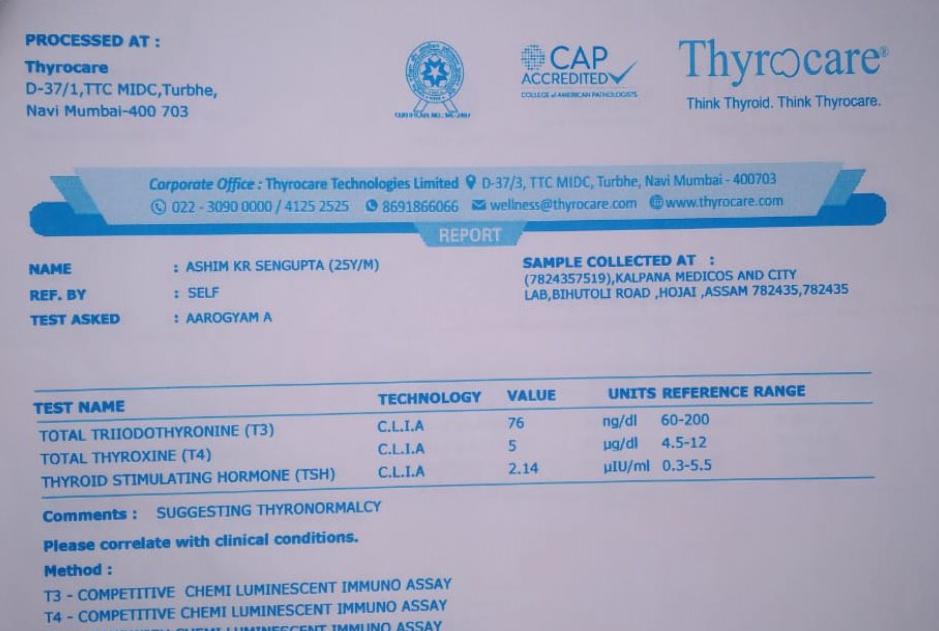 PROCESSED AT :
Thyrocare
D-37/1,TTC MIDC,Turbhe,
Navi Mumbai-400 703
CAP
ACCREDITED
COLLEGE of AMERICAN PATHOLOGISTS
Thyrocare®
Think Thyroid. Think Thyrocare.
Corporate Office : Thyrocare Technologies Limited D-37/3, TTC MIDC, Turbhe, Navi Mumbai - 400703
022 - 3090 0000 / 4125 2525 8691866066 wellness@thyrocare.com www.thyrocare.com
REPORT
NAME : ASHIM KR SENGUPTA (25Y/M)
REF. BY : SELF
TEST ASKED : AAROGYAM A
SAMPLE COLLECTED AT :
(7824357519),KALPANA MEDICOS AND CITY
LAB,BIHUTOLI ROAD ,HOJAI ,ASSAM 782435,782435
TEST NAME TECHNOLOGY VALUE UNITS REFERENCE RANGE
TOTAL TRIIODOTHYRONINE (T3) C.L.I.A 76 ng/dl 60-200
TOTAL THYROXINE (T4) C.L.I.A 5 µg/dl 4.5-12
THYROID STIMULATING HORMONE (TSH) C.L.I.A 2.14 µIU/ml 0.3-5.5
Comments : SUGGESTING THYRONORMALCY
Please correlate with clinical conditions.
Method :
T3 - COMPETITIVE CHEMI LUMINESCENT IMMUNO ASSAY
T4 - COMPETITIVE CHEMI LUMINESCENT IMMUNO ASSAY
CHEMI LUMINESCENT IMMUNO ASSAY